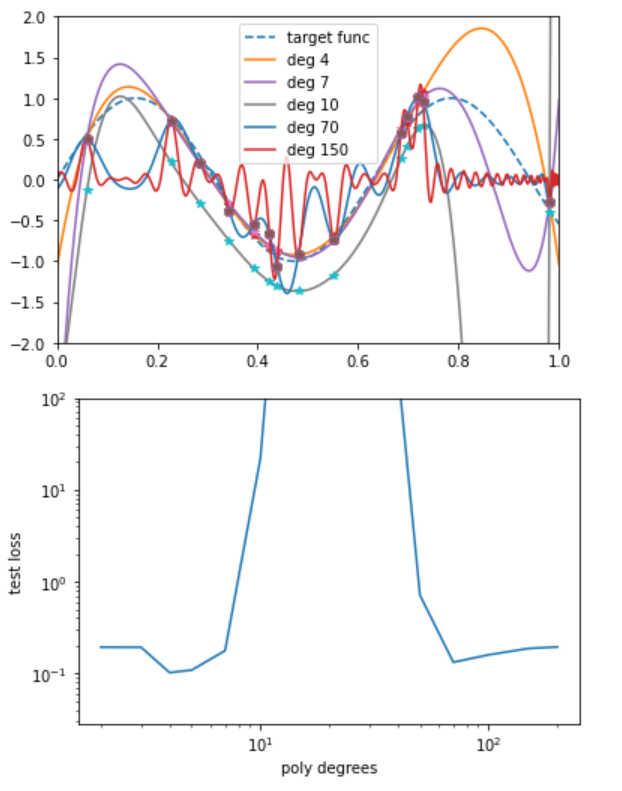 2.0
1.5
1.0
0.5
0.0
−0.5
−1.0
−1.5
−2.0
target func
deg 4
deg 7
deg 10
deg 70
deg 150
0.0 0.2 0.4 0.6 0.8 1.0
10²
10¹
10⁰
10⁻¹
test loss
10¹ 10²
poly degrees